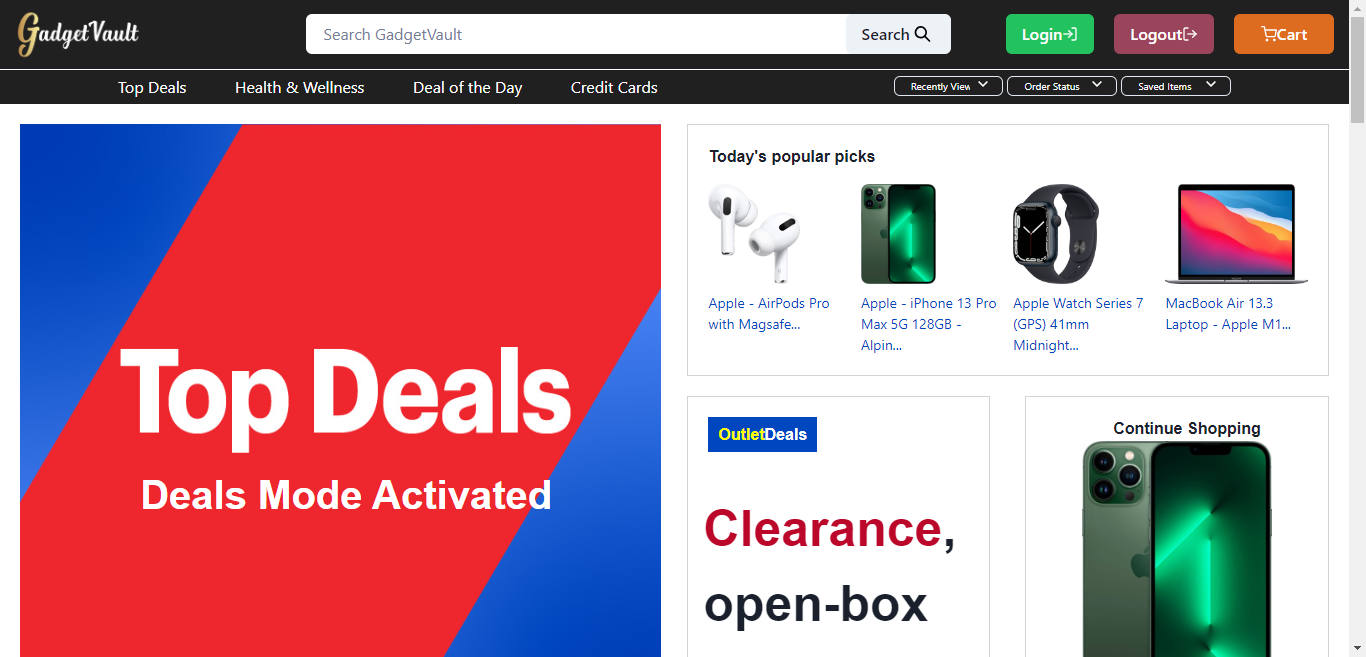 GadgetVault
Search GadgetVault
Search
Login
Logout
Cart
Top Deals
Health & Wellness
Deal of the Day
Credit Cards
Recently View
Order Status
Saved Items
Top Deals
Deals Mode Activated
Today's popular picks
Apple - AirPods Pro
with Magsafe...
Apple - iPhone 13 Pro
Max 5G 128GB -
Alpin...
Apple Watch Series 7
(GPS) 41mm
Midnight...
MacBook Air 13.3
Laptop - Apple M1...
OutletDeals
Clearance,
open-box
Continue Shopping